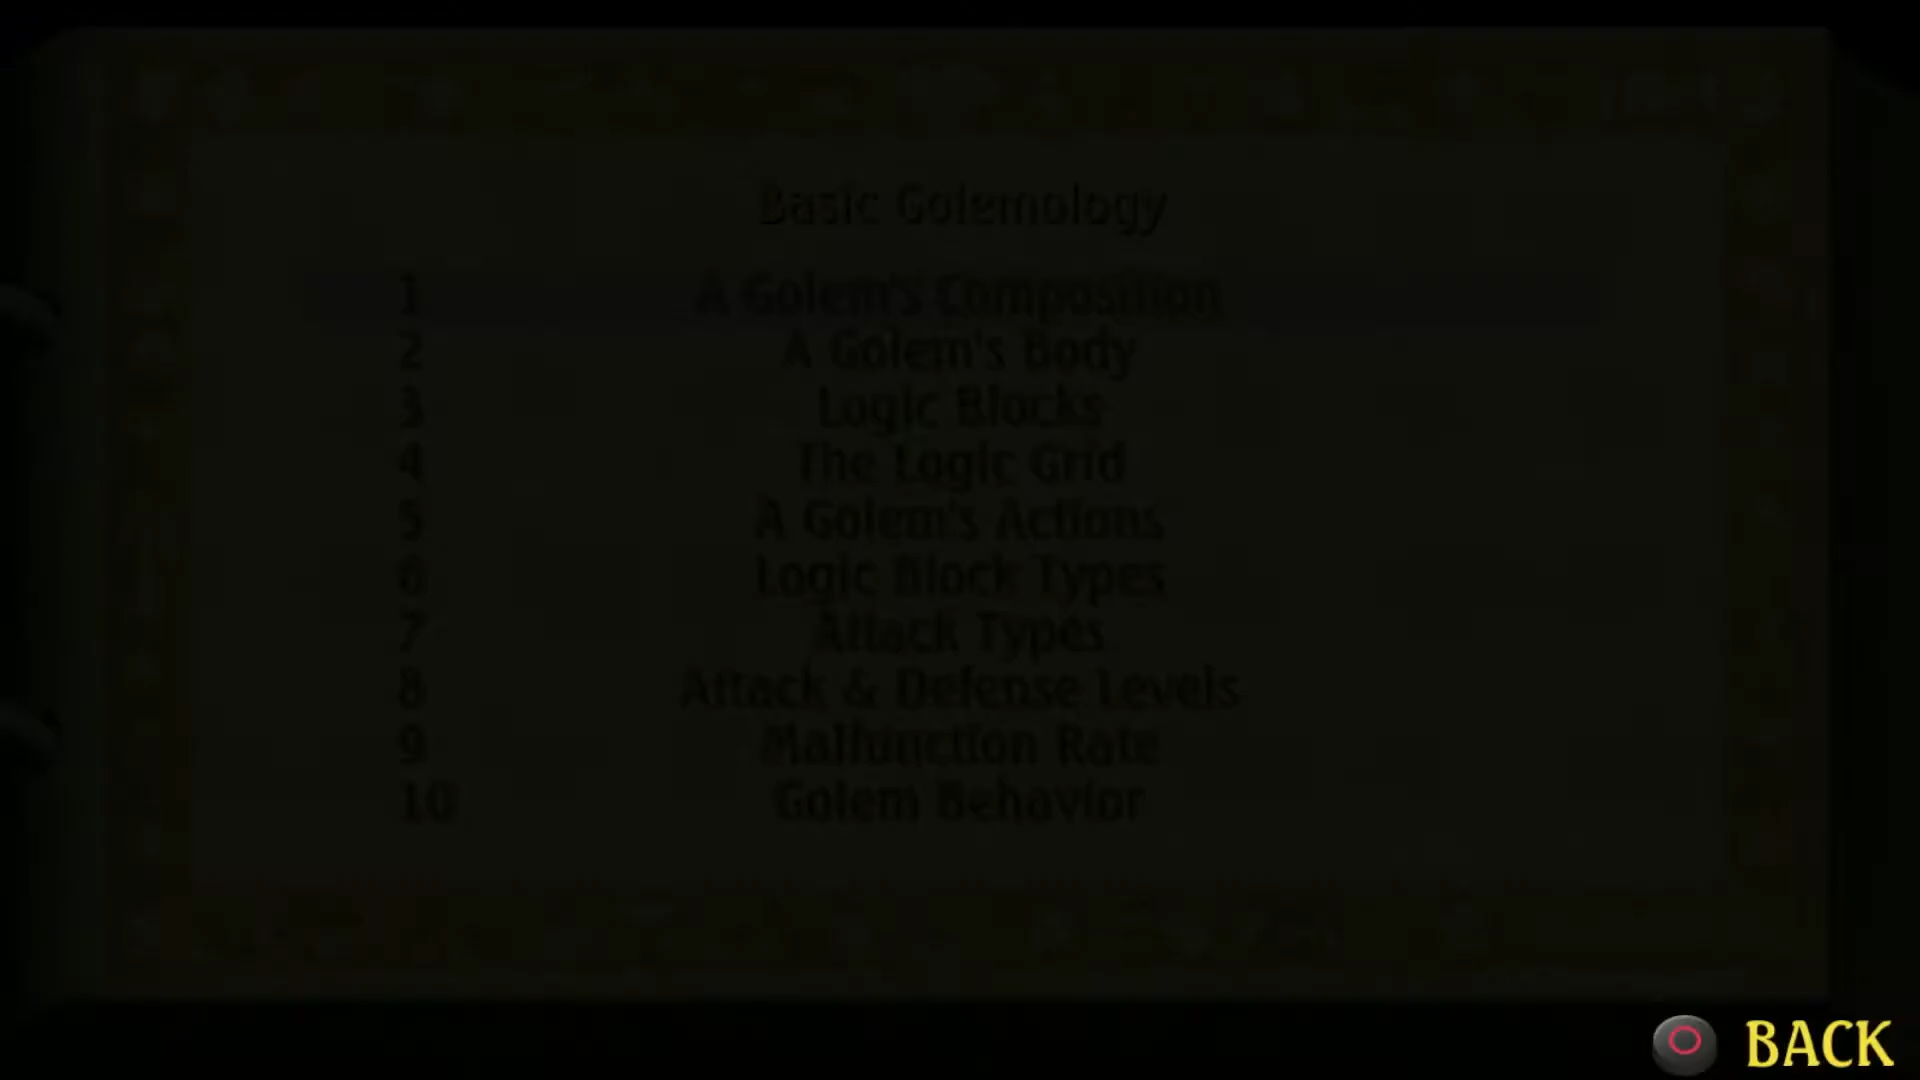 Basic Golemology
1 A Golem's Composition
2 A Golem's Body
3 Logic Blocks
4 The Logic Grid
5 A Golem's Actions
6 Logic Block Types
7 Attack Types
8 Attack & Defense Levels
9 Malfunction Rate
10 Golem Behavior
BACK